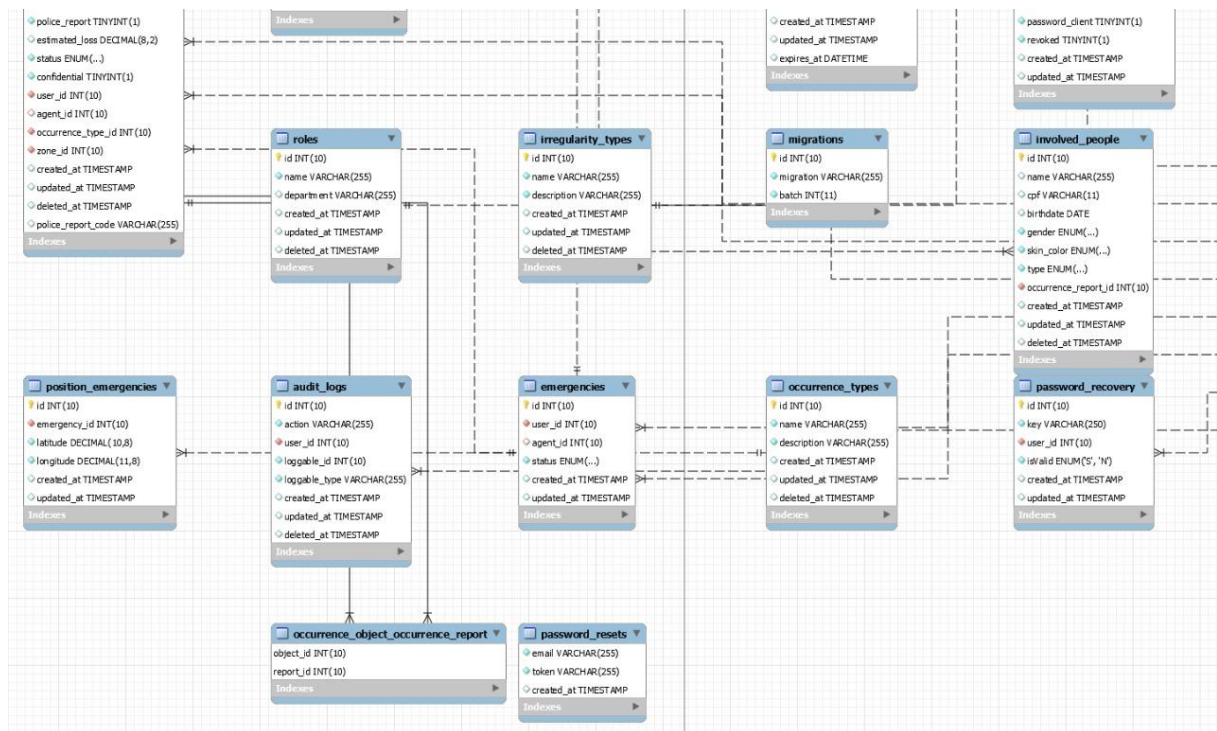 police_report TINYINT(1)
estimated_loss DECIMAL(8,2)
status ENUM(...)
confidential TINYINT(1)
user_id INT(10)
agent_id INT(10)
occurrence_type_id INT(10)
zone_id INT(10)
created_at TIMESTAMP
updated_at TIMESTAMP
deleted_at TIMESTAMP
police_report_code VARCHAR(255)
Indexes
Indexes
created_at TIMESTAMP
updated_at TIMESTAMP
expires_at DATETIME
Indexes
password_client TINYINT(1)
revoked TINYINT(1)
created_at TIMESTAMP
updated_at TIMESTAMP
Indexes
roles
id INT(10)
name VARCHAR(255)
department VARCHAR(255)
created_at TIMESTAMP
updated_at TIMESTAMP
deleted_at TIMESTAMP
Indexes
irregularity_types
id INT(10)
name VARCHAR(255)
description VARCHAR(255)
created_at TIMESTAMP
updated_at TIMESTAMP
deleted_at TIMESTAMP
Indexes
migrations
id INT(10)
migration VARCHAR(255)
batch INT(11)
Indexes
involved_people
id INT(10)
name VARCHAR(255)
cpf VARCHAR(11)
birthdate DATE
gender ENUM(...)
skin_color ENUM(...)
type ENUM(...)
occurrence_report_id INT(10)
created_at TIMESTAMP
updated_at TIMESTAMP
deleted_at TIMESTAMP
position_emergencies
id INT(10)
emergency_id INT(10)
latitude DECIMAL(10,8)
longitude DECIMAL(11,8)
created_at TIMESTAMP
updated_at TIMESTAMP
Indexes
audit_logs
id INT(10)
action VARCHAR(255)
user_id INT(10)
loggable_id INT(10)
loggable_type VARCHAR(255)
created_at TIMESTAMP
updated_at TIMESTAMP
deleted_at TIMESTAMP
Indexes
emergencies
id INT(10)
user_id INT(10)
agent_id INT(10)
status ENUM(...)
created_at TIMESTAMP
updated_at TIMESTAMP
Indexes
occurrence_types
id INT(10)
name VARCHAR(255)
description VARCHAR(255)
created_at TIMESTAMP
updated_at TIMESTAMP
deleted_at TIMESTAMP
Indexes
password_recovery
id INT(10)
key VARCHAR(250)
user_id INT(10)
isValid ENUM('S', 'N')
created_at TIMESTAMP
updated_at TIMESTAMP
Indexes
occurrence_object_occurrence_report
object_id INT(10)
report_id INT(10)
Indexes
password_resets
email VARCHAR(255)
token VARCHAR(255)
created_at TIMESTAMP
Indexes